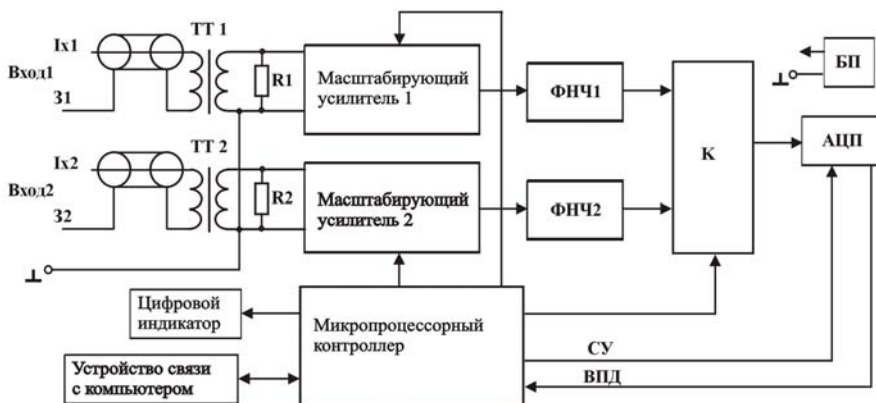 ТТ 1
Ix1
Вход1
З1
R1
Масштабирующий
усилитель 1
ФНЧ1
К
БП
АЦП
ТТ 2
Ix2
Вход2
З2
R2
Масштабирующий
усилитель 2
ФНЧ2
Цифровой
индикатор
Микропроцессорный
контроллер
Устройство связи
с компьютером
СУ
ВПД